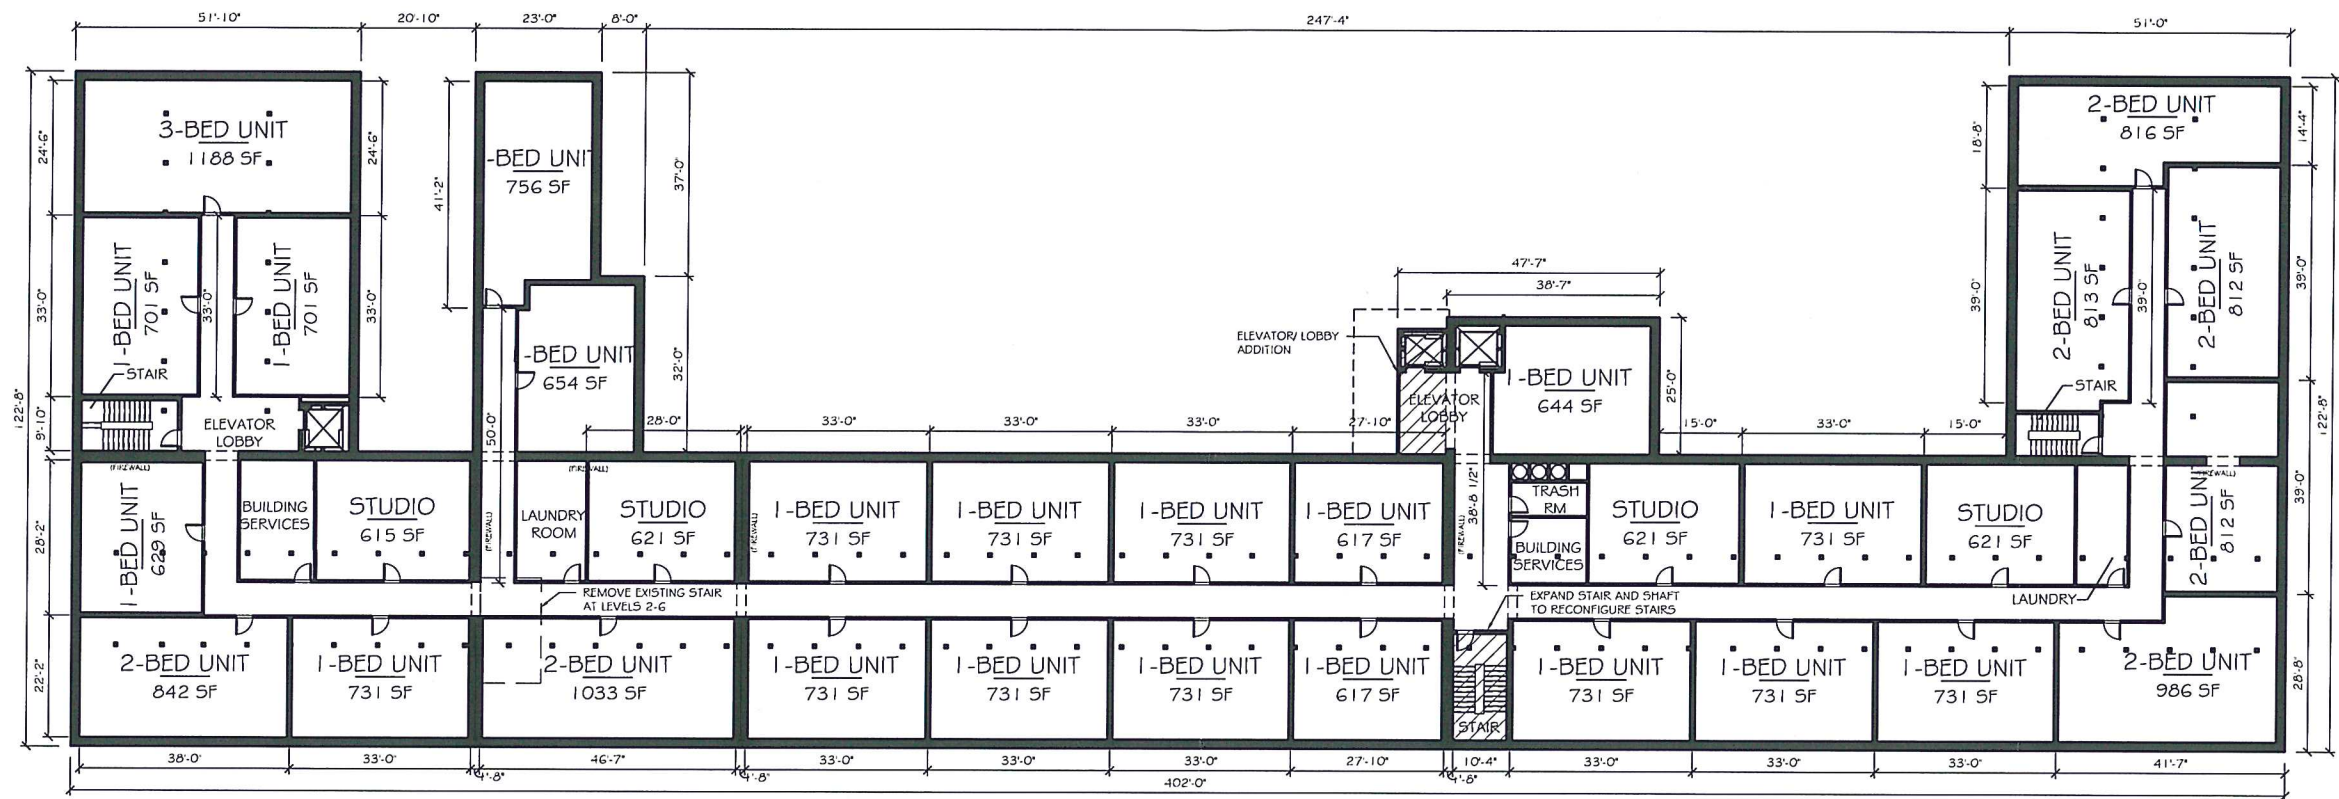 51'-10"
20'-10"
23'-0"
8'-0"
247'-4"
51'-0"
122'-8"
24'-6"
3-BED UNIT
1188 SF
24'-6"
41'-2"
-BED UNIT
756 SF
37'-0"
18'-8"
2-BED UNIT
816 SF
14'-4"
33'-0"
1-BED UNIT
701 SF
33'-0"
1-BED UNIT
701 SF
33'-0"
-BED UNIT
654 SF
32'-0"
47'-7"
38'-7"
ELEVATOR/ LOBBY
ADDITION
ELEVATOR
LOBBY
1-BED UNIT
644 SF
25'-0"
39'-0"
2-BED UNIT
813 SF
39'-0"
2-BED UNIT
812 SF
39'-0"
122'-8"
STAIR
9'-10"
ELEVATOR
LOBBY
50'-0"
28'-0"
33'-0"
33'-0"
33'-0"
27'-10"
15'-0"
33'-0"
15'-0"
STAIR
28'-2"
(FIREWALL)
1-BED UNIT
629 SF
BUILDING
SERVICES
STUDIO
615 SF
(FIREWALL)
(FIREWALL)
LAUNDRY
ROOM
STUDIO
621 SF
(FIREWALL)
1-BED UNIT
731 SF
1-BED UNIT
731 SF
1-BED UNIT
731 SF
1-BED UNIT
617 SF
(FIREWALL)
38'-8 1/2"
TRASH
RM
BUILDING
SERVICES
STUDIO
621 SF
1-BED UNIT
731 SF
STUDIO
621 SF
LAUNDRY
(FIREWALL)
2-BED UNIT
812 SF
39'-0"
REMOVE EXISTING STAIR
AT LEVELS 2-6
EXPAND STAIR AND SHAFT
TO RECONFIGURE STAIRS
22'-2"
2-BED UNIT
842 SF
1-BED UNIT
731 SF
2-BED UNIT
1033 SF
1-BED UNIT
731 SF
1-BED UNIT
731 SF
1-BED UNIT
731 SF
1-BED UNIT
617 SF
STAIR
1-BED UNIT
731 SF
1-BED UNIT
731 SF
1-BED UNIT
731 SF
2-BED UNIT
986 SF
28'-8"
38'-0"
33'-0"
4'-8"
46'-7"
4'-8"
33'-0"
33'-0"
33'-0"
27'-10"
4'-8"
10'-4"
33'-0"
33'-0"
33'-0"
41'-7"
402'-0"